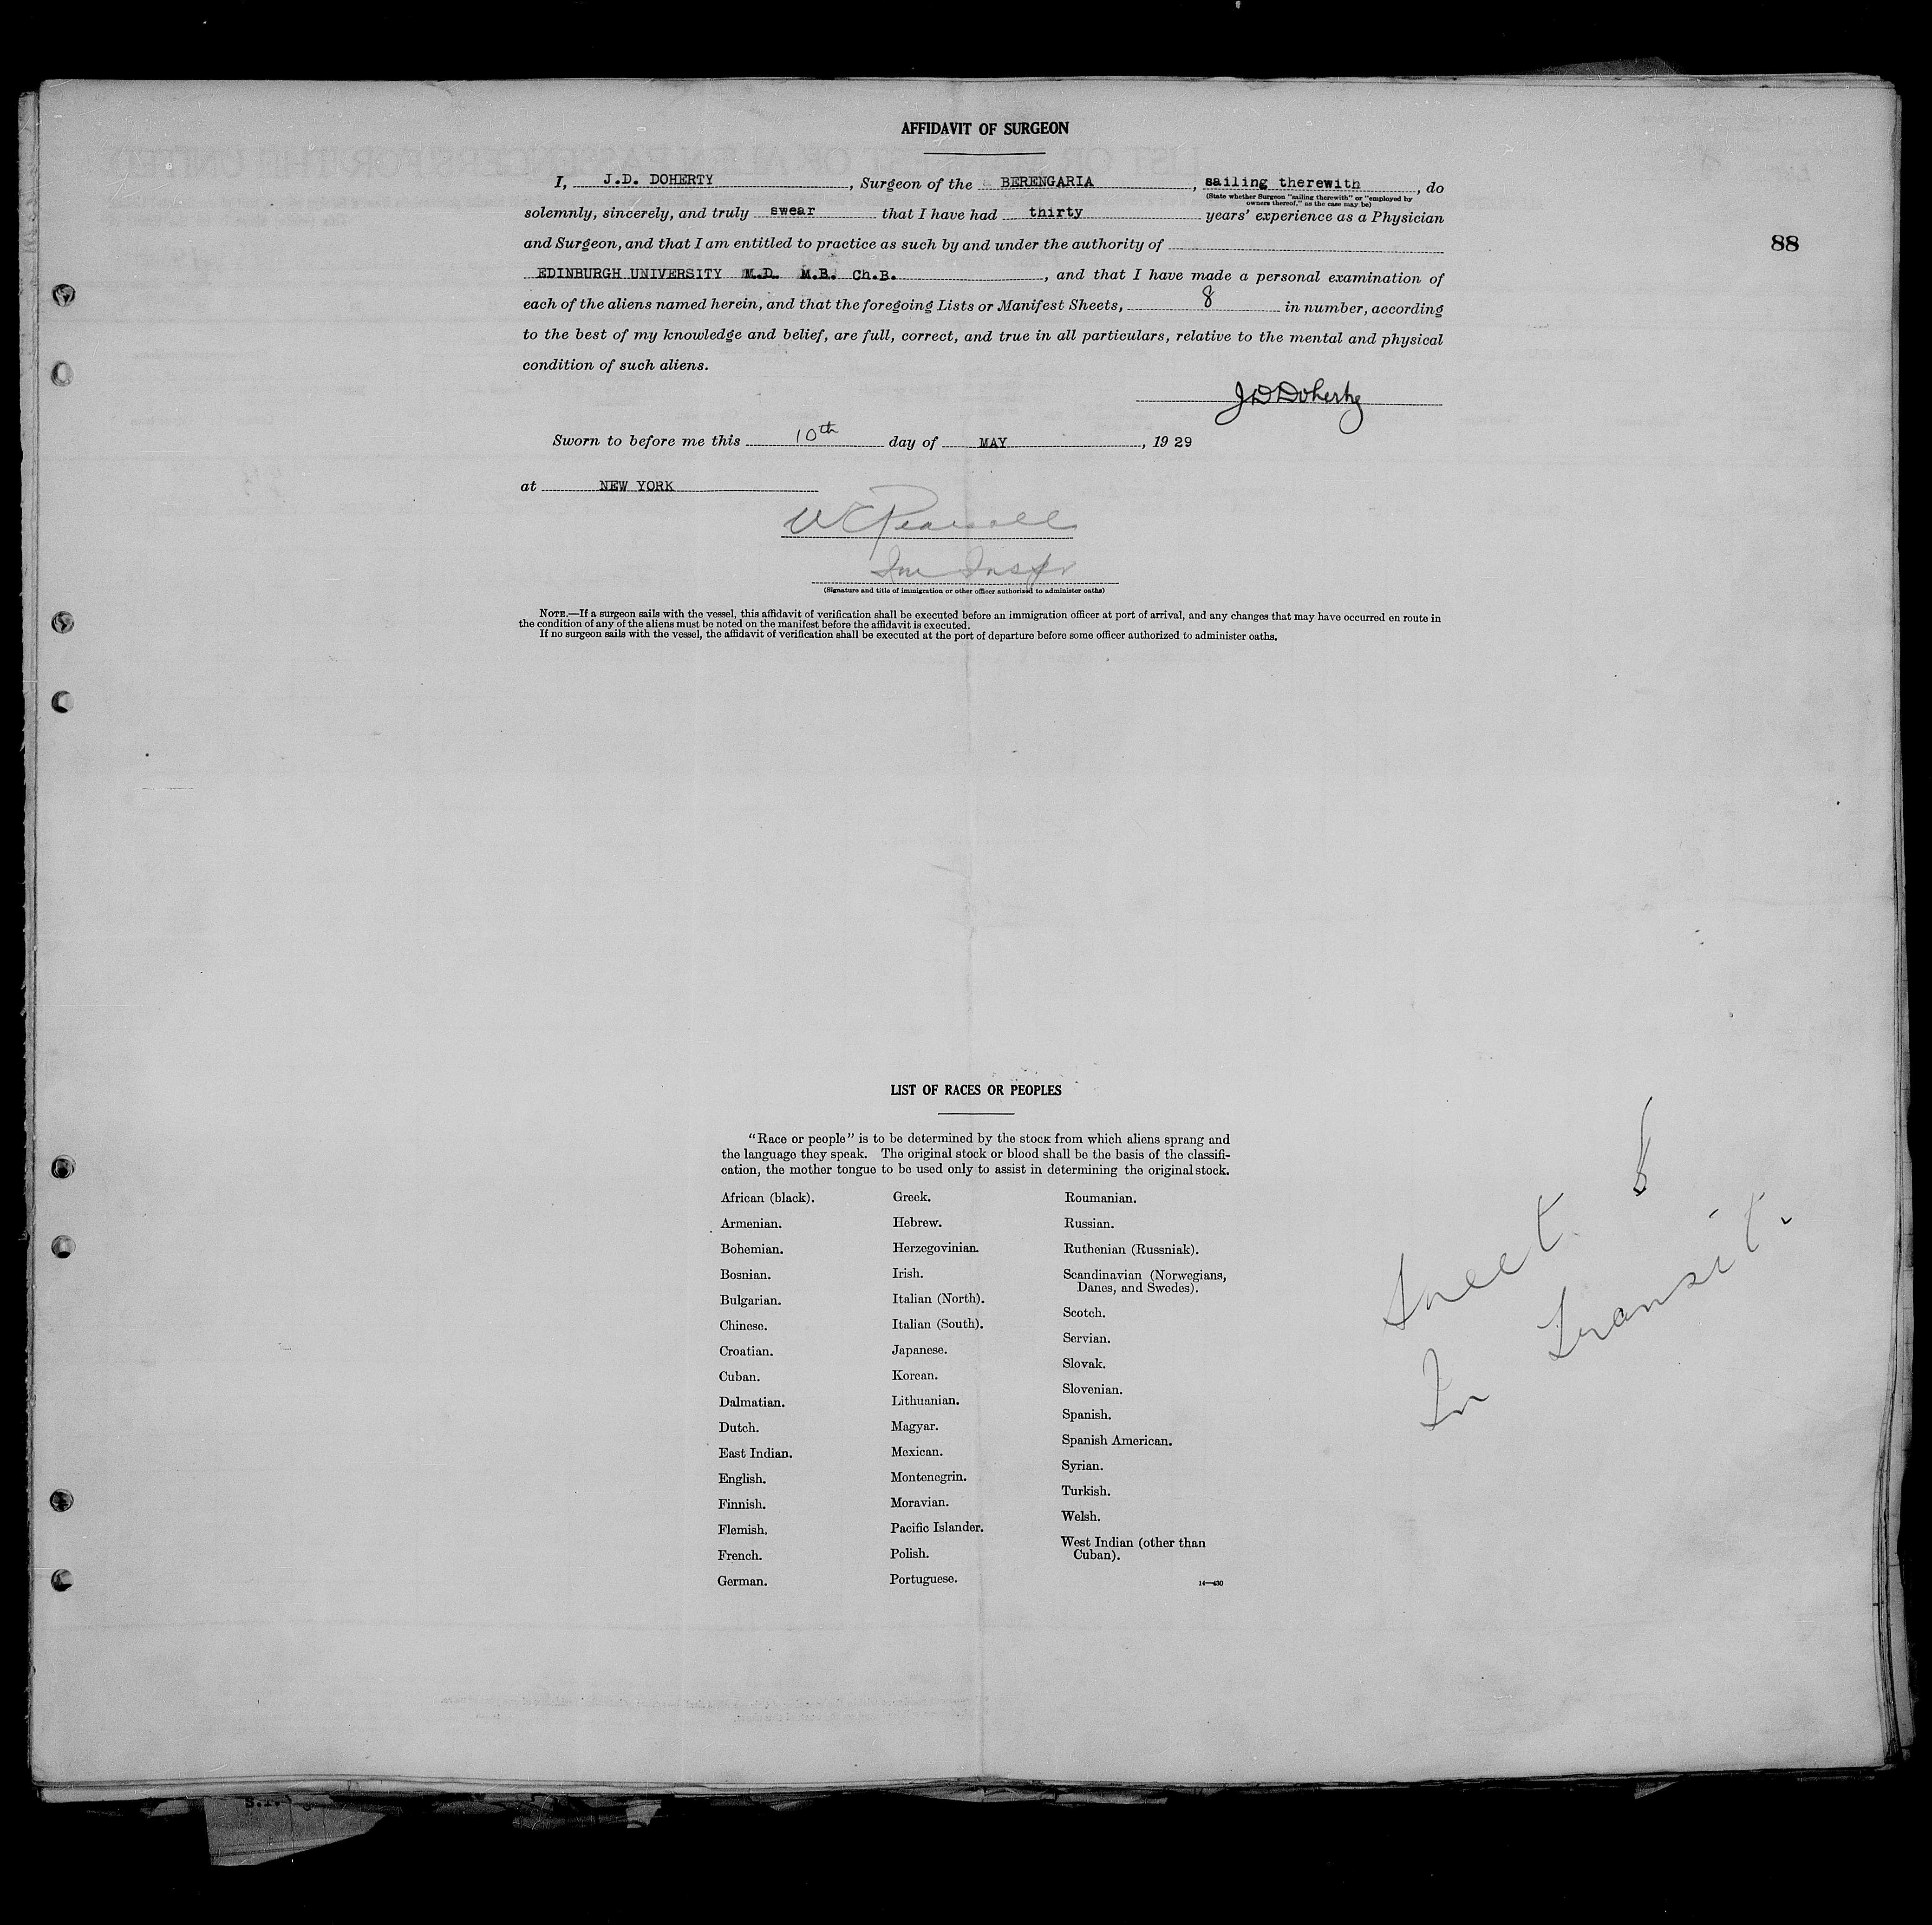 AFFIDAVIT OF SURGEON
I, J.D. DOHERTY, Surgeon of the BERENGARIA, sailing therewith, do
(State whether Surgeon "sailing therewith" or "employed by
owners thereof," as the case may be)
solemnly, sincerely, and truly swear that I have had thirty years' experience as a Physician
and Surgeon, and that I am entitled to practice as such by and under the authority of
88
EDINBURGH UNIVERSITY M.D. M.B. Ch.B., and that I have made a personal examination of
each of the aliens named herein, and that the foregoing Lists or Manifest Sheets, 8 in number, according
to the best of my knowledge and belief, are full, correct, and true in all particulars, relative to the mental and physical
condition of such aliens.
J D Doherty
Sworn to before me this 10th day of MAY, 1929
at NEW YORK
W C Pearsall
Im Inspr
(Signature and title of immigration or other officer authorized to administer oaths)
NOTE.—If a surgeon sails with the vessel, this affidavit of verification shall be executed before an immigration officer at port of arrival, and any changes that may have occurred en route in
the condition of any of the aliens must be noted on the manifest before the affidavit is executed.
If no surgeon sails with the vessel, the affidavit of verification shall be executed at the port of departure before some officer authorized to administer oaths.
LIST OF RACES OR PEOPLES
"Race or people" is to be determined by the stock from which aliens sprang and
the language they speak. The original stock or blood shall be the basis of the classifi-
cation, the mother tongue to be used only to assist in determining the original stock.
African (black).
Armenian.
Bohemian.
Bosnian.
Bulgarian.
Chinese.
Croatian.
Cuban.
Dalmatian.
Dutch.
East Indian.
English.
Finnish.
Flemish.
French.
German.
Greek.
Hebrew.
Herzegovinian.
Irish.
Italian (North).
Italian (South).
Japanese.
Korean.
Lithuanian.
Magyar.
Mexican.
Montenegrin.
Moravian.
Pacific Islander.
Polish.
Portuguese.
Roumanian.
Russian.
Ruthenian (Russniak).
Scandinavian (Norwegians,
Danes, and Swedes).
Scotch.
Servian.
Slovak.
Slovenian.
Spanish.
Spanish American.
Syrian.
Turkish.
Welsh.
West Indian (other than
Cuban).
14—430
Sheet 8
In Transit.